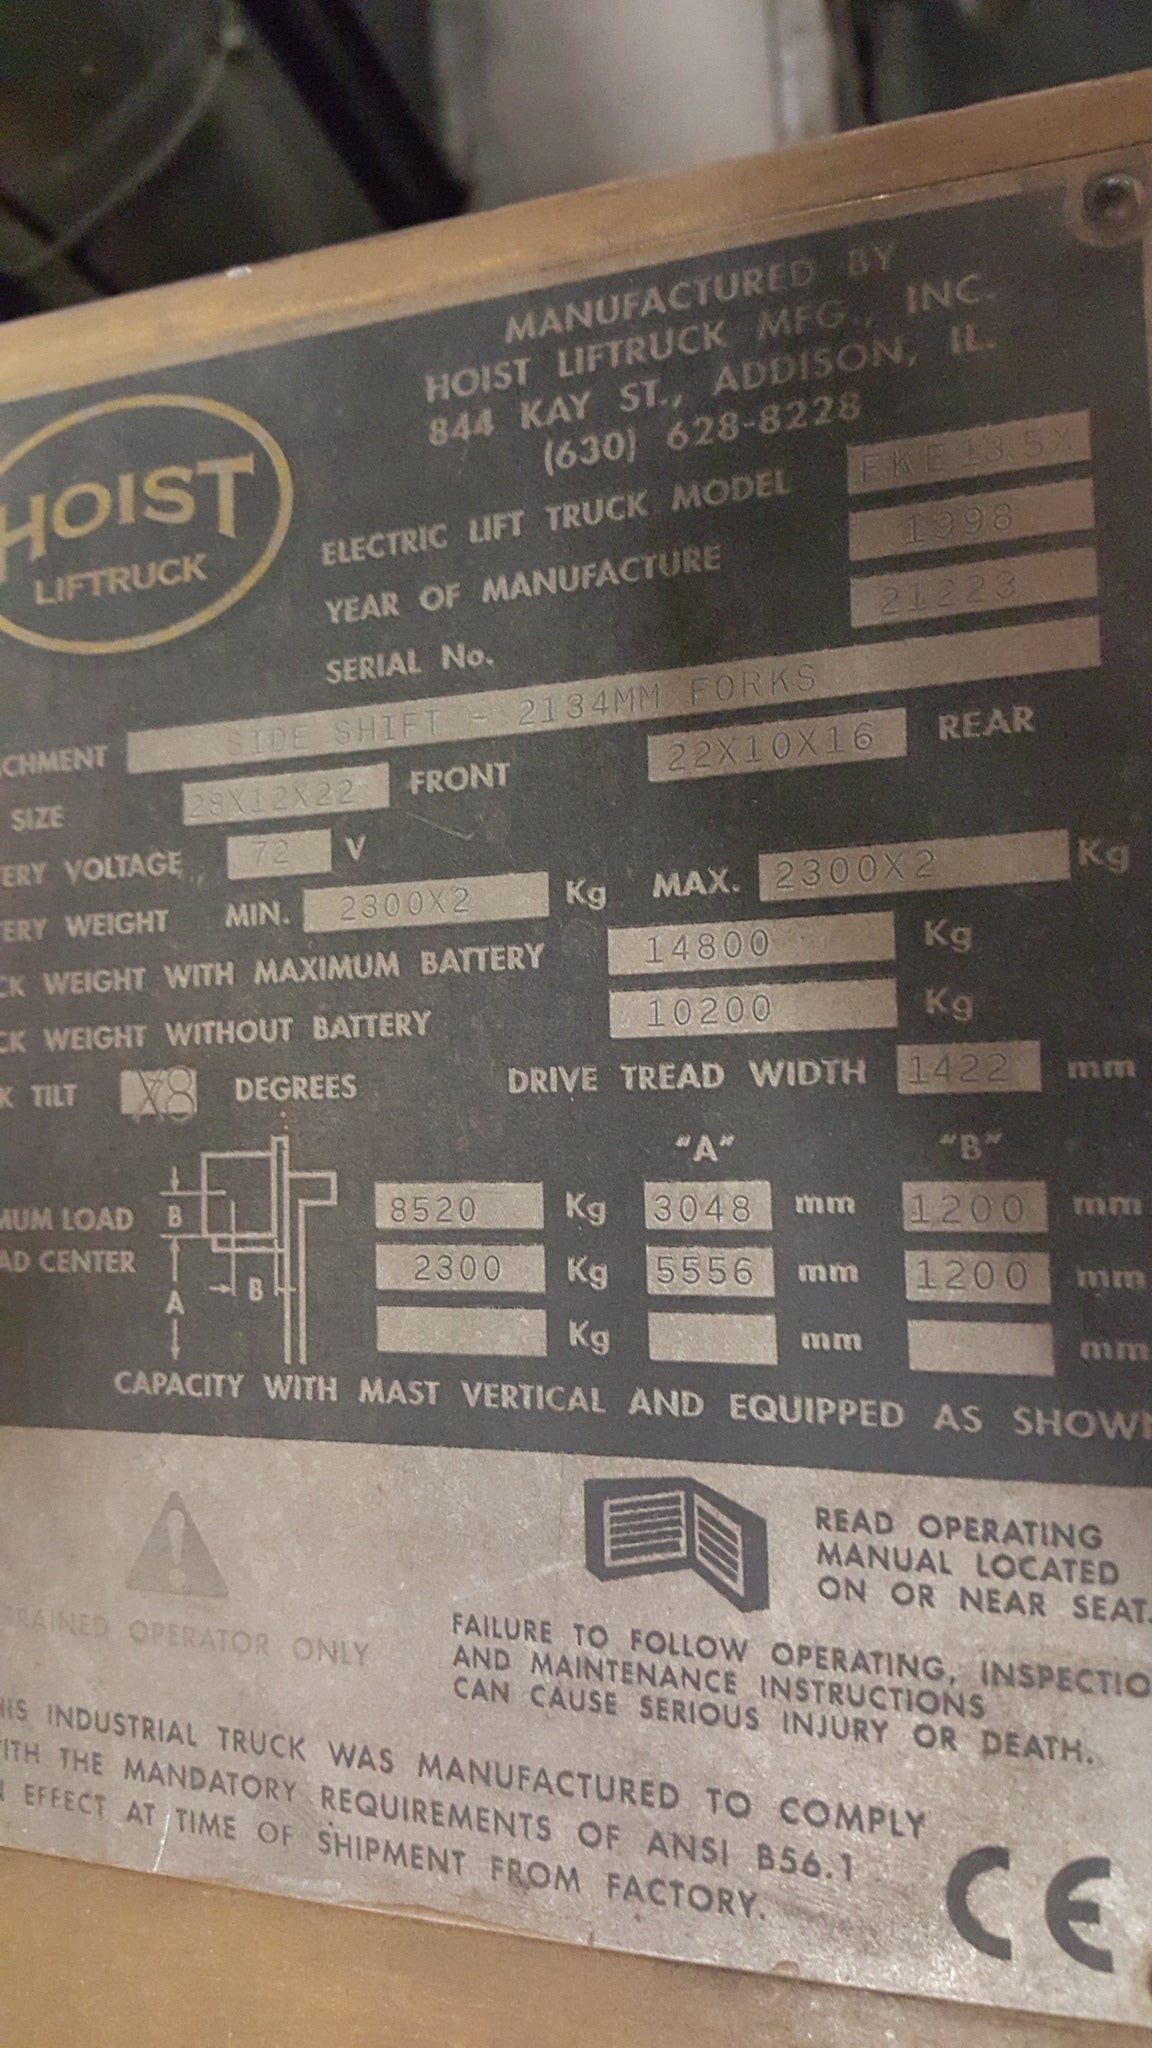 MANUFACTURED BY
HOIST LIFTRUCK MFG., INC.
844 KAY ST., ADDISON, IL.
(630) 628-8228
HOIST
LIFTRUCK
ELECTRIC LIFT TRUCK MODEL FKE13.5X
YEAR OF MANUFACTURE 1998
SERIAL No. 21223
CHMENT SIDE SHIFT - 2134MM FORKS
SIZE 28X12X22 FRONT 22X10X16 REAR
ERY VOLTAGE 72 V
ERY WEIGHT MIN. 2300X2 Kg MAX. 2300X2 Kg
CK WEIGHT WITH MAXIMUM BATTERY 14800 Kg
CK WEIGHT WITHOUT BATTERY 10200 Kg
K TILT X8 DEGREES DRIVE TREAD WIDTH 1422 mm
"A" "B"
MUM LOAD B 8520 Kg 3048 mm 1200 mm
AD CENTER A B 2300 Kg 5556 mm 1200 mm
Kg mm mm
CAPACITY WITH MAST VERTICAL AND EQUIPPED AS SHOWN
READ OPERATING
MANUAL LOCATED
ON OR NEAR SEAT.
RAINED OPERATOR ONLY
FAILURE TO FOLLOW OPERATING, INSPECTIO
AND MAINTENANCE INSTRUCTIONS
CAN CAUSE SERIOUS INJURY OR DEATH.
HIS INDUSTRIAL TRUCK WAS MANUFACTURED TO COMPLY
ITH THE MANDATORY REQUIREMENTS OF ANSI B56.1
N EFFECT AT TIME OF SHIPMENT FROM FACTORY.
CE